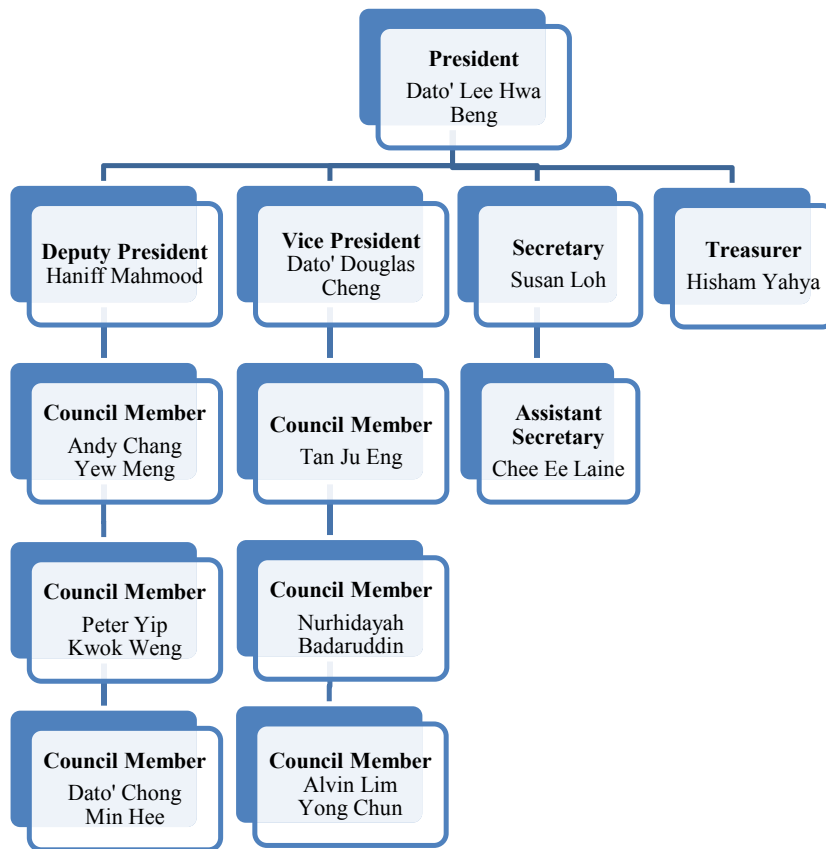 President
Dato' Lee Hwa
Beng
Deputy President
Haniff Mahmood
Vice President
Dato' Douglas
Cheng
Secretary
Susan Loh
Treasurer
Hisham Yahya
Council Member
Andy Chang
Yew Meng
Council Member
Tan Ju Eng
Assistant
Secretary
Chee Ee Laine
Council Member
Peter Yip
Kwok Weng
Council Member
Nurhidayah
Badaruddin
Council Member
Dato' Chong
Min Hee
Council Member
Alvin Lim
Yong Chun